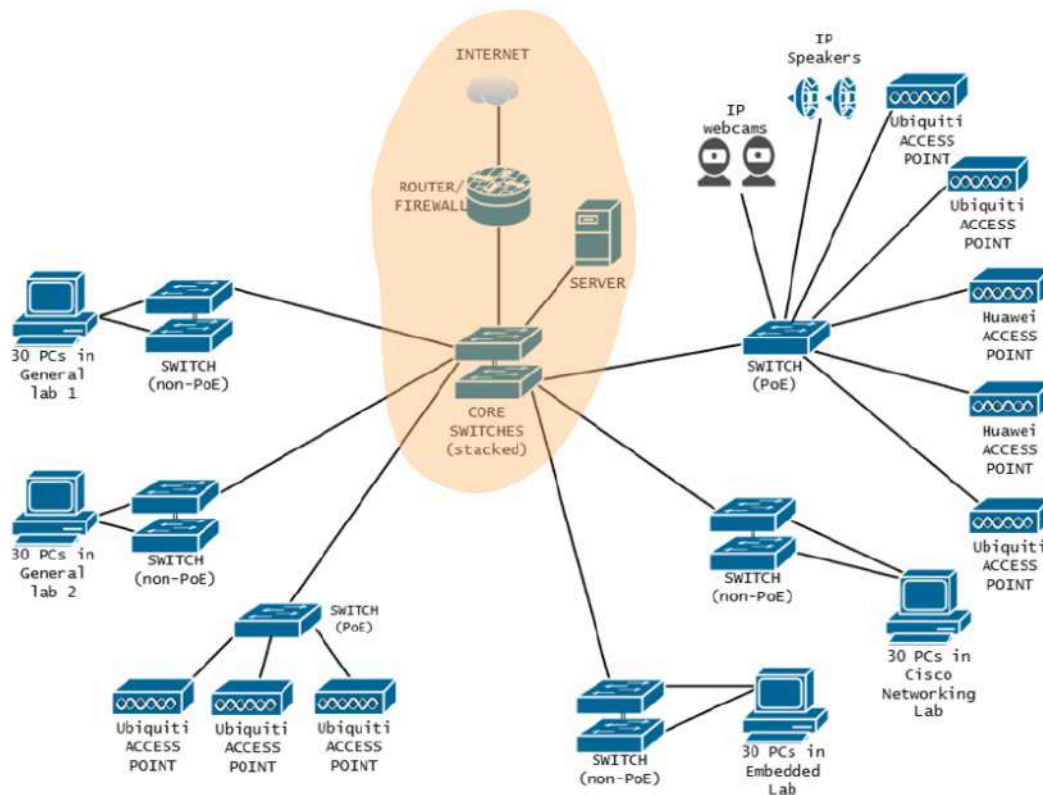 INTERNET
ROUTER/
FIREWALL
SERVER
CORE
SWITCHES
(stacked)
IP
Speakers
IP
webcams
Ubiquiti
ACCESS
POINT
Ubiquiti
ACCESS
POINT
Huawei
ACCESS
POINT
Huawei
ACCESS
POINT
Ubiquiti
ACCESS
POINT
SWITCH
(PoE)
30 PCs in
General
lab 1
SWITCH
(non-PoE)
30 PCs in
General
lab 2
SWITCH
(non-PoE)
SWITCH
(PoE)
Ubiquiti
ACCESS
POINT
Ubiquiti
ACCESS
POINT
Ubiquiti
ACCESS
POINT
SWITCH
(non-PoE)
30 PCs in
Embedded
Lab
SWITCH
(non-PoE)
30 PCs in
Cisco
Networking
Lab